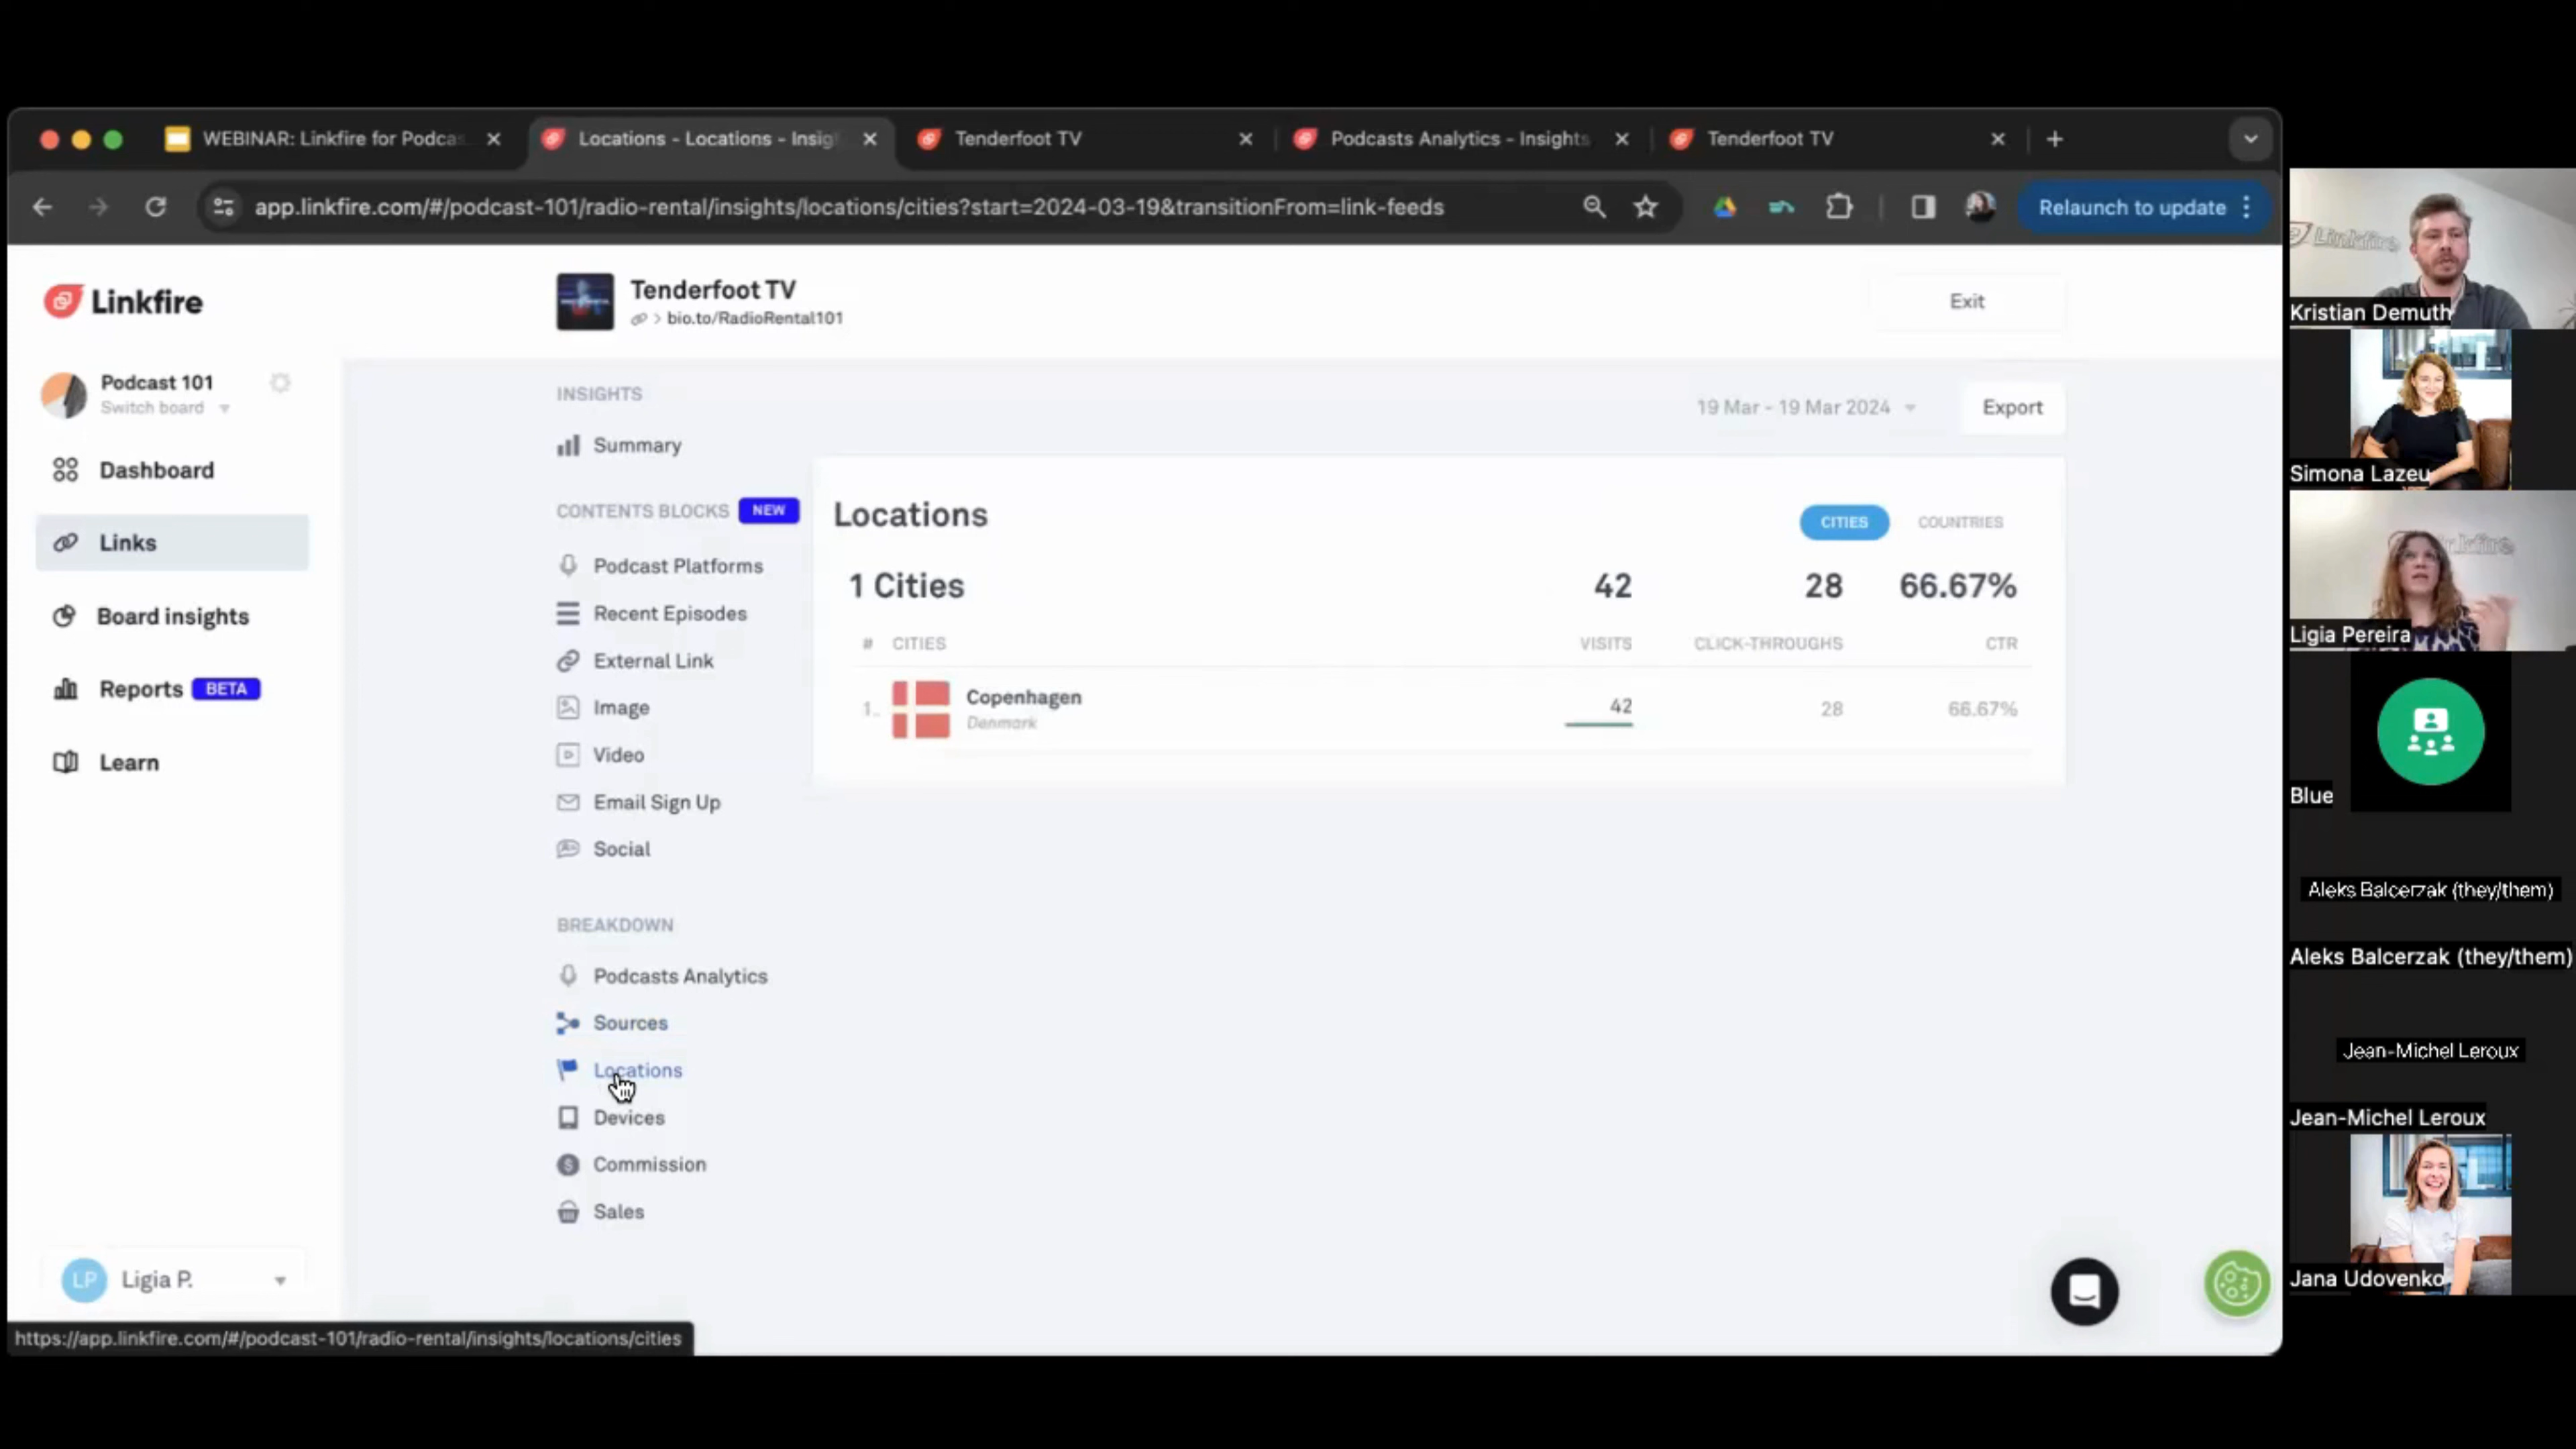 WEBINAR: Linkfire for Podcas
Locations - Locations - Insig
Tenderfoot TV
Podcasts Analytics - Insights
Tenderfoot TV
app.linkfire.com/#/podcast-101/radio-rental/insights/locations/cities?start=2024-03-19&transitionFrom=link-feeds
Relaunch to update
Linkfire
Podcast 101
Switch board
Dashboard
Links
Board insights
Reports BETA
Learn
LP Ligia P.
https://app.linkfire.com/#/podcast-101/radio-rental/insights/locations/cities
Tenderfoot TV
> bio.to/RadioRental101
Exit
INSIGHTS
Summary
CONTENTS BLOCKS NEW
Podcast Platforms
Recent Episodes
External Link
Image
Video
Email Sign Up
Social
BREAKDOWN
Podcasts Analytics
Sources
Locations
Devices
Commission
Sales
19 Mar - 19 Mar 2024
Export
Locations
CITIES COUNTRIES
1 Cities 42 28 66.67%
# CITIES VISITS CLICK-THROUGHS CTR
1.. Copenhagen 42 28 66.67%
Denmark
Linkfire
Kristian Demuth
Simona Lazeu
Ligia Pereira
Blue
Aleks Balcerzak (they/them)
Aleks Balcerzak (they/them)
Jean-Michel Leroux
Jean-Michel Leroux
Jana Udovenko